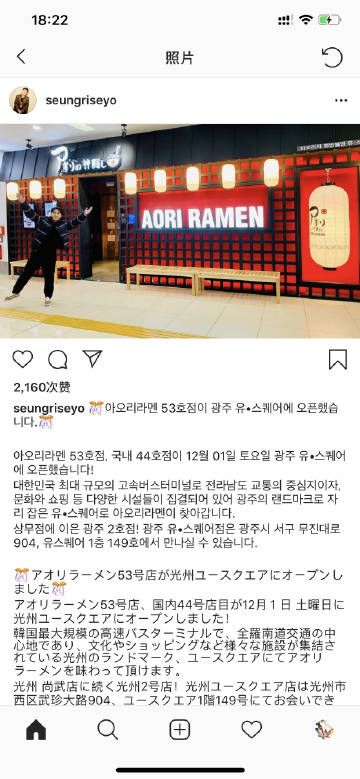 18:22
照片
seungriseyo
AORI RAMEN
2,160次赞
seungriseyo 🎊아오리라멘 53호점이 광주 유•스퀘어에 오픈했습
니다.🎊
아오리라멘 53호점, 국내 44호점이 12월 01일 토요일 광주 유•스퀘어
에 오픈했습니다!
대한민국 최대 규모의 고속버스터미널로 전라남도 교통의 중심지이자,
문화와 쇼핑 등 다양한 시설들이 집결되어 있어 광주의 랜드마크로 자
리 잡은 유•스퀘어로 아오리라멘이 찾아갑니다.
상무점에 이은 광주 2호점! 광주 유•스퀘어점은 광주시 서구 무진대로
904, 유스퀘어 1층 149호에서 만나실 수 있습니다.
🎊アオリラーメン53号店が光州ユースクエアにオープン
しました🎊
アオリラーメン53号店、国内44号店目が12月1日 土曜日に
光州ユースクエアにオープンしました!
韓国最大規模の高速バスターミナルで、全羅南道交通の中
心地であり、文化やショッピングなど様々な施設が集結さ
れている光州のランドマーク、ユースクエアにてアオリ
ラーメンを味わって頂けます。
光州 尚武店に続く光州2号店! 光州ユースクエア店は光州市
西区武珍大路904、ユースクエア1階149号にてお会いでき